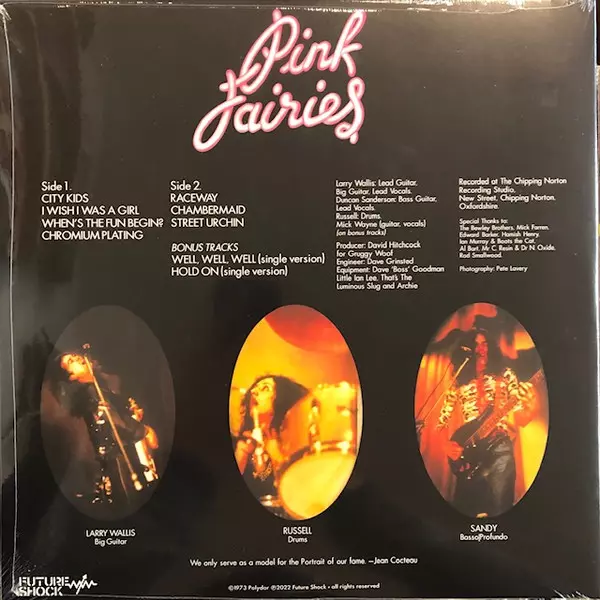 Pink
Fairies
Side 1.
CITY KIDS
I WISH I WAS A GIRL
WHEN'S THE FUN BEGIN?
CHROMIUM PLATING
Side 2.
RACEWAY
CHAMBERMAID
STREET URCHIN
BONUS TRACKS
WELL, WELL, WELL (single version)
HOLD ON (single version)
Larry Wallis: Lead Guitar,
Big Guitar, Lead Vocals.
Duncan Sanderson: Bass Guitar,
Lead Vocals.
Russell: Drums.
Mick Wayne (guitar, vocals)
(on bonus tracks)
Producer: David Hitchcock
for Gruggy Woof
Engineer: Dave Grinsted
Equipment: Dave 'Boss' Goodman
Little Ian Lee, That's The
Luminous Slug and Archie
Recorded at The Chipping Norton
Recording Studio.
New Street, Chipping Norton.
Oxfordshire.
Special Thanks to:
The Bewley Brothers, Mick Farren,
Edward Barker, Hamish Henry,
Ian Murray & Beats the Cat,
Al Bart, Mr C, Resin & Dr N. Oxide,
Rod Smallwood.
Photography: Pete Lavery
LARRY WALLIS
Big Guitar
RUSSELL
Drums
SANDY
Basso/Profundo
We only serve as a model for the Portrait of our fame. —Jean Cocteau
FUTURE
SHOCK
©1973 Polydor ℗2022 Future Shock • all rights reserved